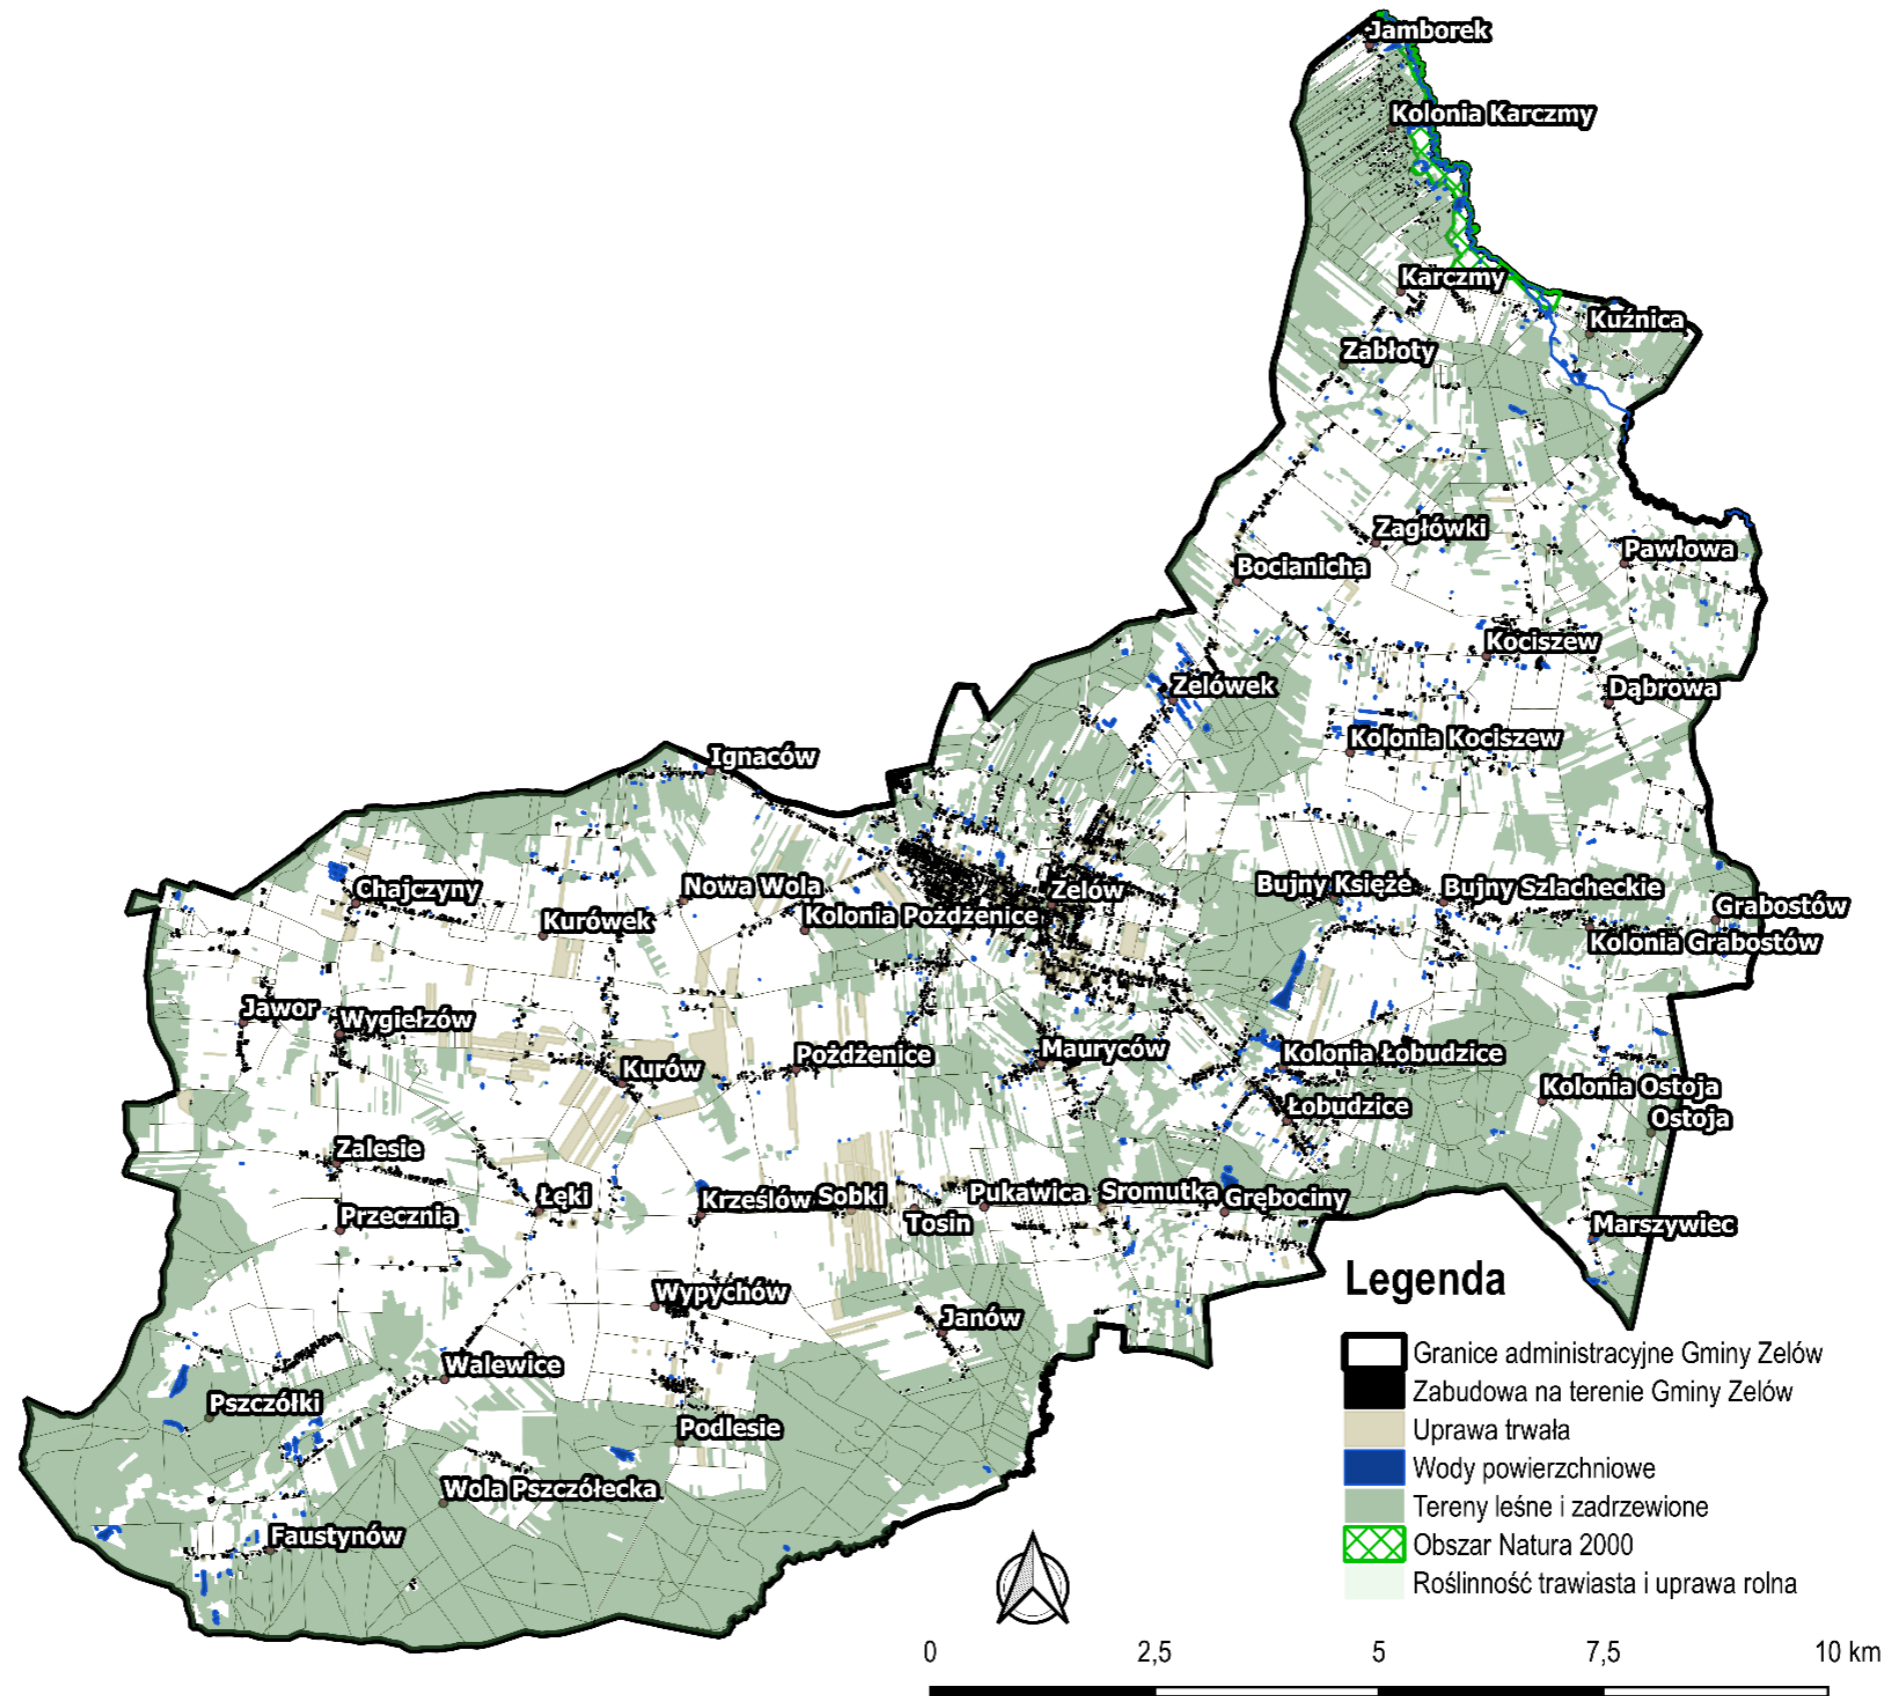 Jamborek
Kolonia Karczmy
Karczmy
Kuźnica
Zabłoty
Zagłówki
Pawłowa
Bocianicha
Kociszew
Zelówek
Dąbrowa
Kolonia Kociszew
Ignaców
Chajczyny
Nowa Wola
Zelów
Bujny Księże
Bujny Szlacheckie
Grabostów
Kurówek
Kolonia Pożdżenice
Kolonia Grabostów
Jawor
Wygiełzów
Kurów
Pożdżenice
Mauryców
Kolonia Łobudzice
Kolonia Ostoja
Łobudzice
Ostoja
Zalesie
Łęki
Krześlów
Sobki
Pukawica
Sromutka
Grębociny
Przecznia
Tosin
Marszywiec
Wypychów
Janów
Walewice
Pszczółki
Podlesie
Wola Pszczółecka
Faustynów
Legenda
Granice administracyjne Gminy Zelów
Zabudowa na terenie Gminy Zelów
Uprawa trwała
Wody powierzchniowe
Tereny leśne i zadrzewione
Obszar Natura 2000
Roślinność trawiasta i uprawa rolna
0 2,5 5 7,5 10 km